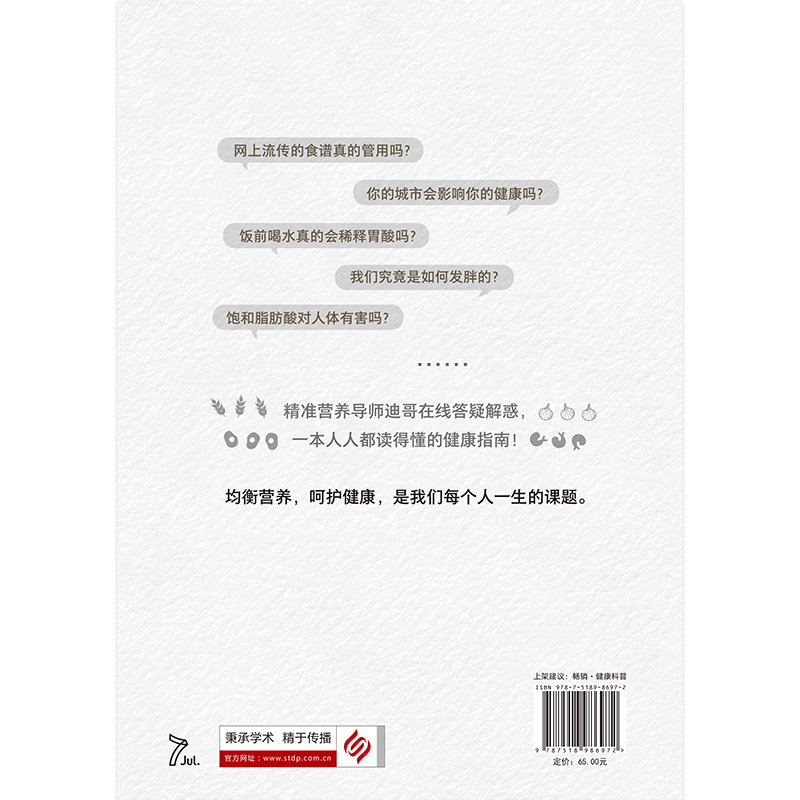 网上流传的食谱真的管用吗?
你的城市会影响你的健康吗?
饭前喝水真的会稀释胃酸吗?
我们究竟是如何发胖的?
饱和脂肪酸对人体有害吗?
······
精准营养导师迪哥在线答疑解惑，
一本人人都读得懂的健康指南！
均衡营养，呵护健康，是我们每个人一生的课题。
上架建议：畅销·健康科普
ISBN 978-7-5189-8697-2
9 787518 986972 >
定价：65.00元
7 Jul.
秉承学术 精于传播
官方网址：www.stdp.com.cn